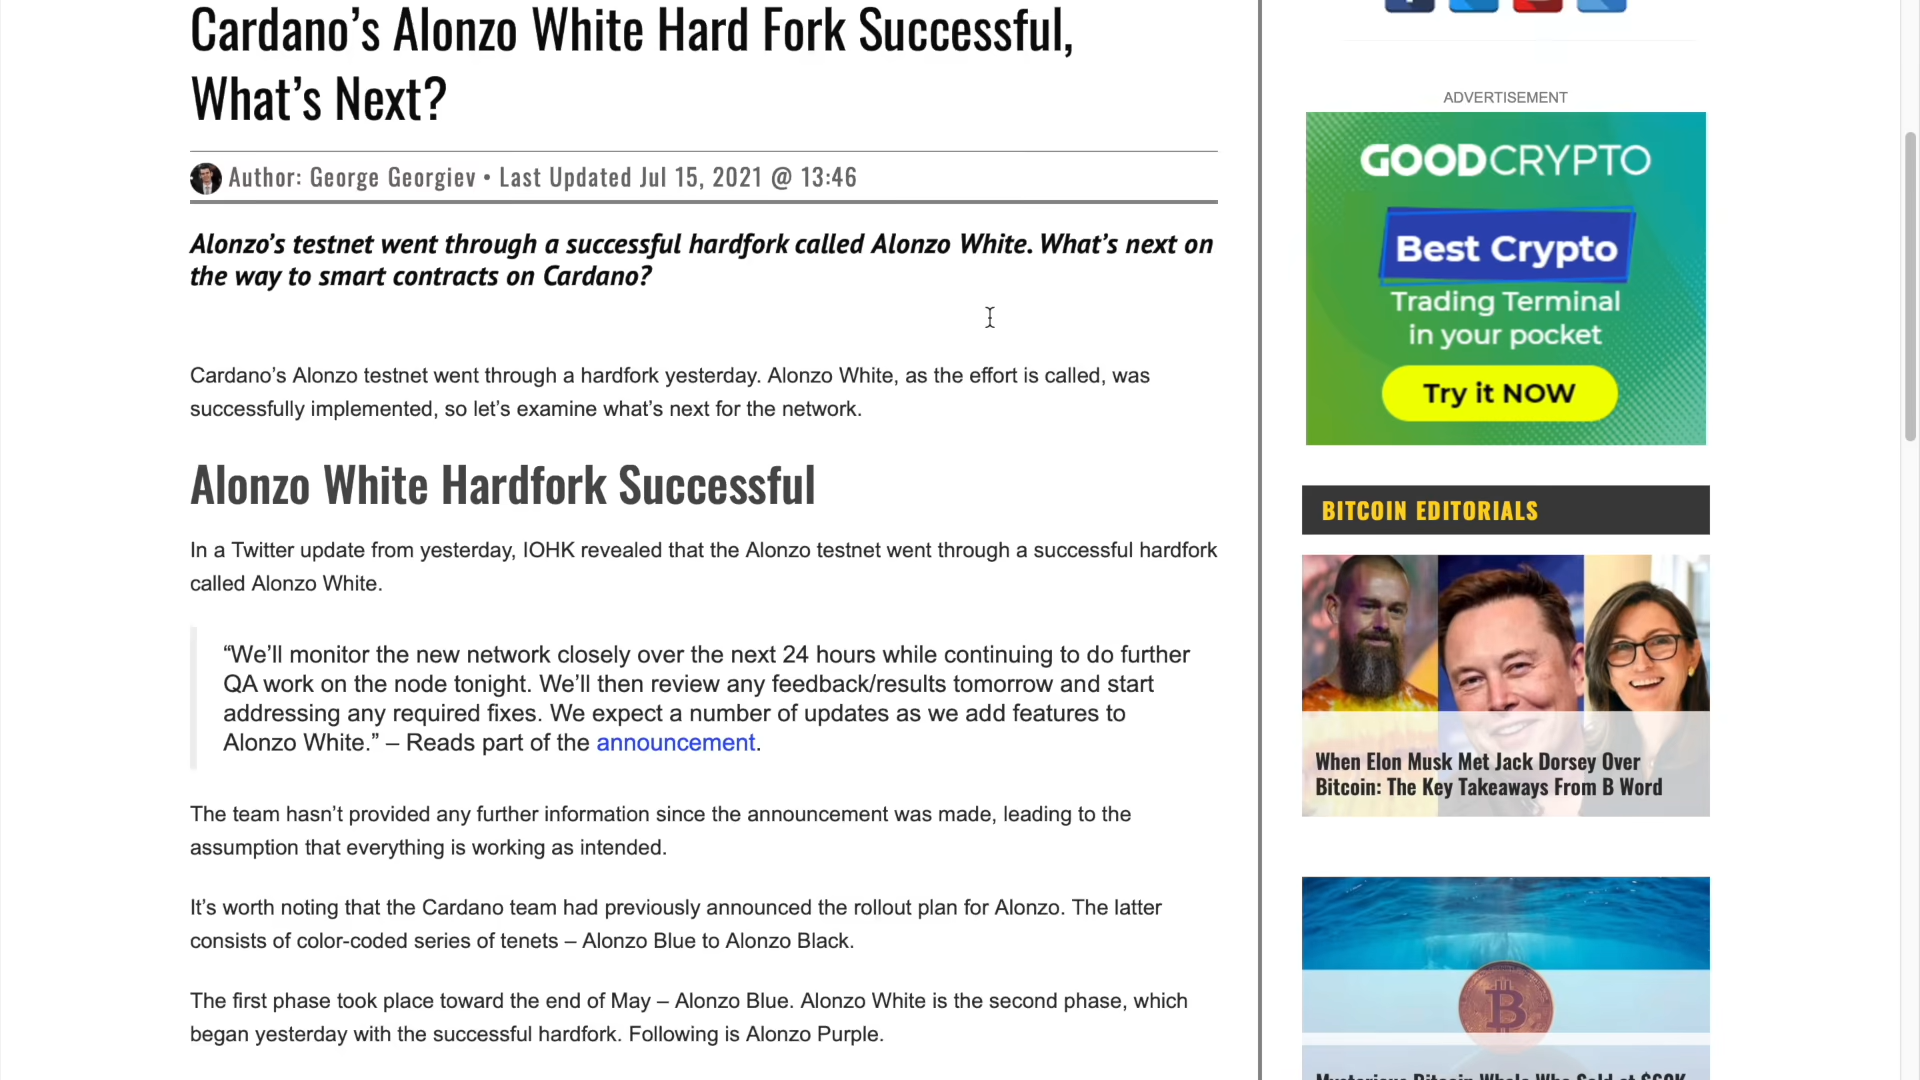 Cardano’s Alonzo White Hard Fork Successful,
What’s Next?
Author: George Georgiev • Last Updated Jul 15, 2021 @ 13:46
Alonzo’s testnet went through a successful hardfork called Alonzo White. What’s next on
the way to smart contracts on Cardano?
Cardano’s Alonzo testnet went through a hardfork yesterday. Alonzo White, as the effort is called, was
successfully implemented, so let’s examine what’s next for the network.
Alonzo White Hardfork Successful
In a Twitter update from yesterday, IOHK revealed that the Alonzo testnet went through a successful hardfork
called Alonzo White.
“We’ll monitor the new network closely over the next 24 hours while continuing to do further
QA work on the node tonight. We’ll then review any feedback/results tomorrow and start
addressing any required fixes. We expect a number of updates as we add features to
Alonzo White.” – Reads part of the announcement.
The team hasn’t provided any further information since the announcement was made, leading to the
assumption that everything is working as intended.
It’s worth noting that the Cardano team had previously announced the rollout plan for Alonzo. The latter
consists of color-coded series of tenets – Alonzo Blue to Alonzo Black.
The first phase took place toward the end of May – Alonzo Blue. Alonzo White is the second phase, which
began yesterday with the successful hardfork. Following is Alonzo Purple.
ADVERTISEMENT
GOODCRYPTO
Best Crypto
Trading Terminal
in your pocket
Try it NOW
BITCOIN EDITORIALS
When Elon Musk Met Jack Dorsey Over
Bitcoin: The Key Takeaways From B Word
Mysterious Bitcoin Whale Who Sold at $60K